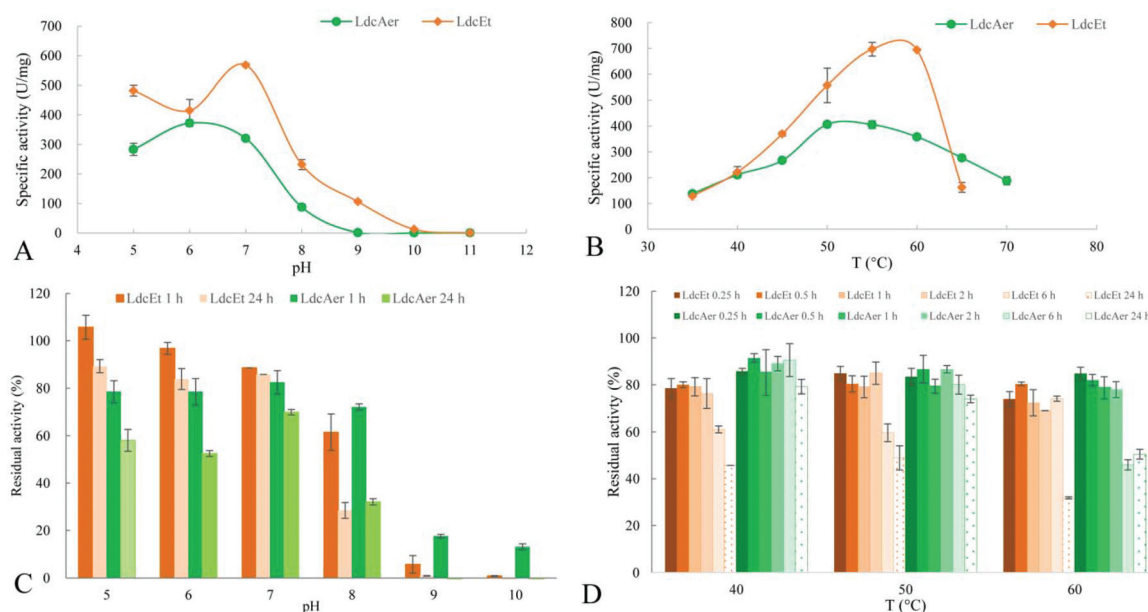 LdcAer LdcEt
Specific activity (U/mg)
700
600
500
400
300
200
100
0
4 5 6 7 8 9 10 11 12
pH
A
LdcAer LdcEt
Specific activity (U/mg)
800
700
600
500
400
300
200
100
0
30 40 50 60 70 80
T (°C)
B
LdcEt 1 h LdcEt 24 h LdcAer 1 h LdcAer 24 h
Residual activity (%)
120
100
80
60
40
20
0
5 6 7 8 9 10
pH
C
LdcEt 0.25 h LdcEt 0.5 h LdcEt 1 h LdcEt 2 h LdcEt 6 h LdcEt 24 h
LdcAer 0.25 h LdcAer 0.5 h LdcAer 1 h LdcAer 2 h LdcAer 6 h LdcAer 24 h
Residual activty (%)
120
100
80
60
40
20
0
40 50 60
T (°C)
D